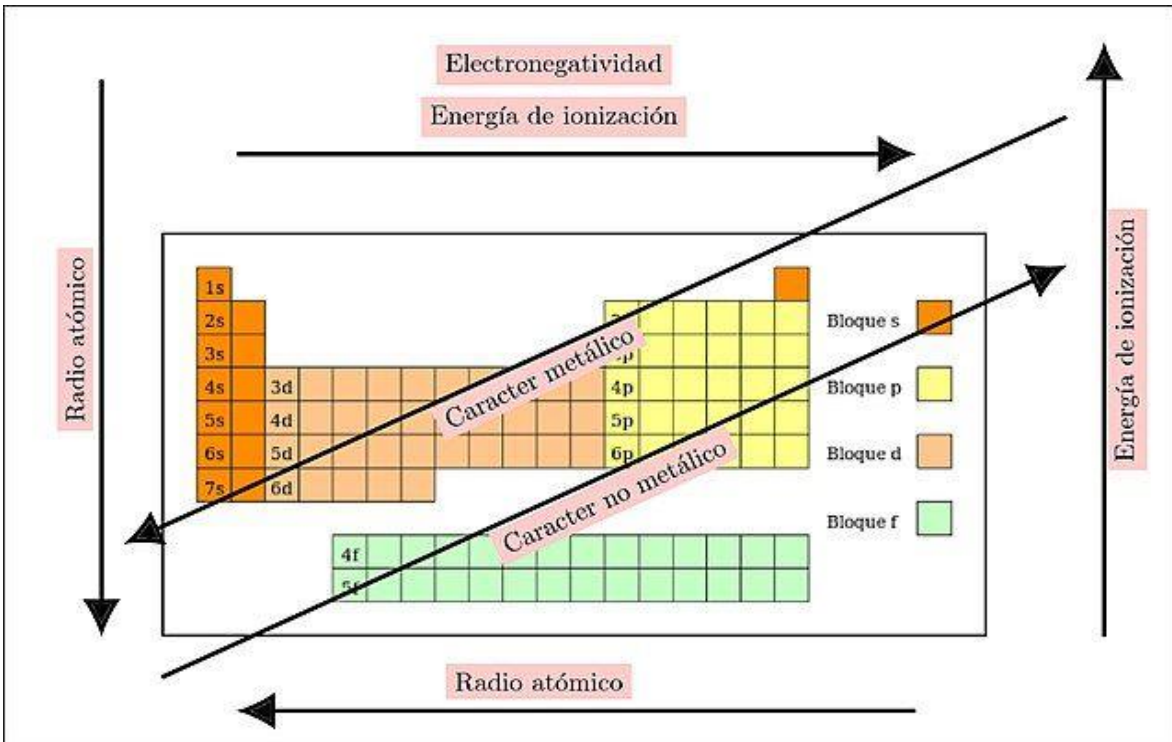 Electronegatividad
Energía de ionización
Radio atómico
Energía de ionización
1s
2s
3s
4s 3d 4p
5s 4d 5p
6s 5d 6p
7s 6d
Caracter metálico
Caracter no metálico
Bloque s
Bloque p
Bloque d
Bloque f
4f
5f
Radio atómico